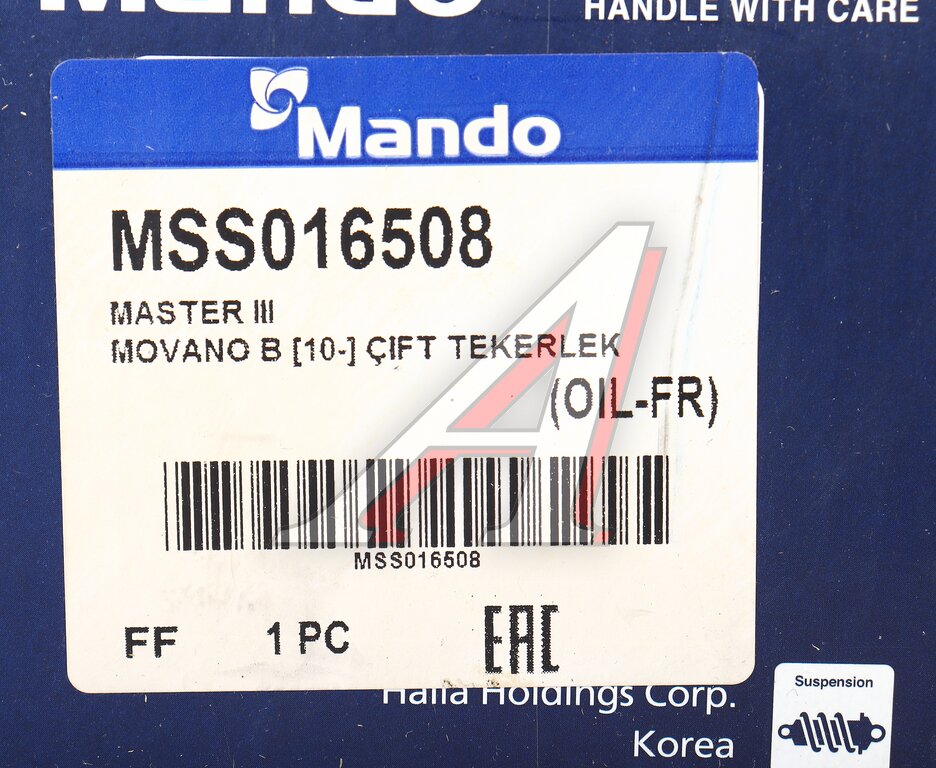 Mando
HANDLE WITH CARE
Mando
MSS016508
MASTER III
MOVANO B [10-] ÇIFT TEKERLEK
(OIL-FR)
MSS016508
FF 1 PC EAC
Halla Holdings Corp.
Korea
Suspension